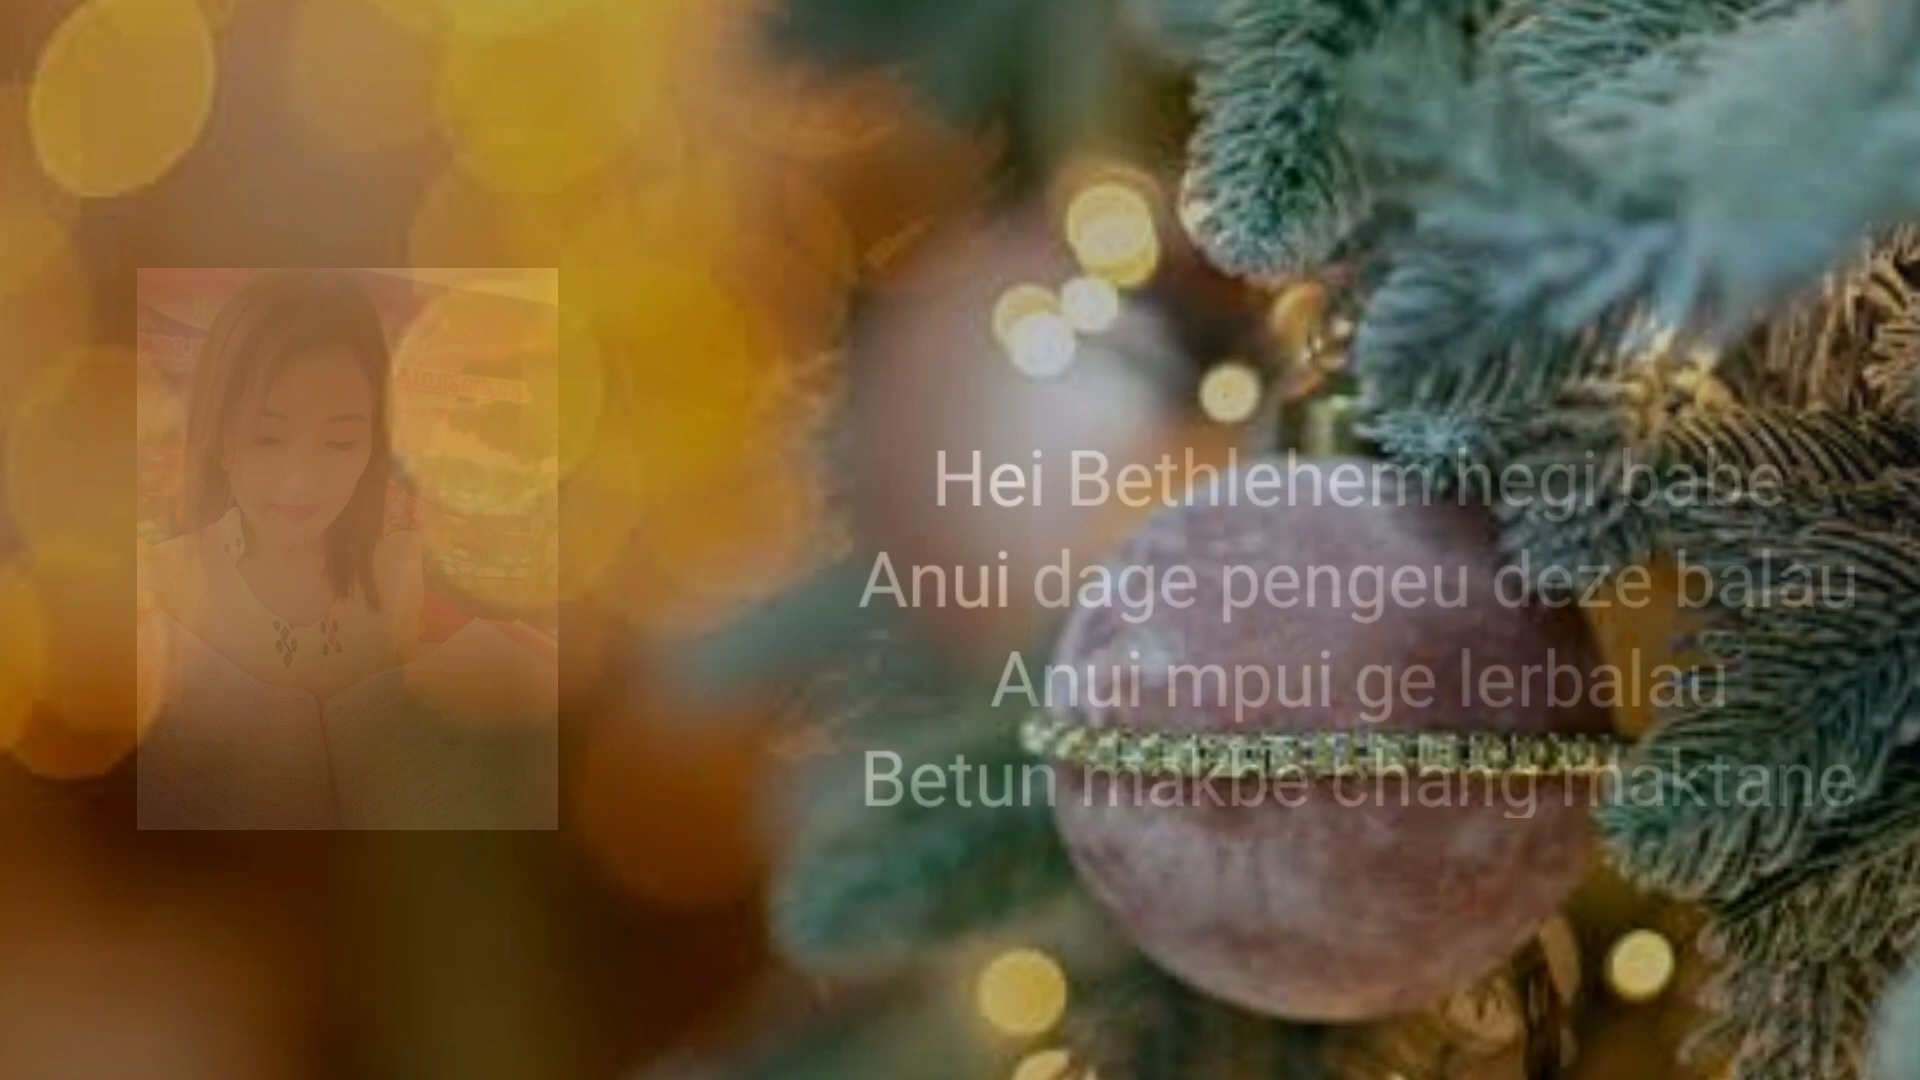 Hei Bethlehem hegi babe
Anui dage pengeu deze balau
Anui mpui ge lerbalau
Betun makbe chang maktane